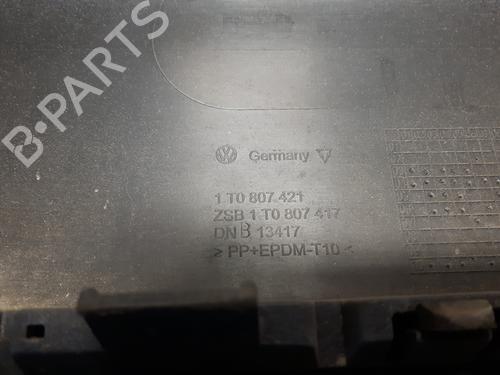 B-PARTS
Germany
1 T0 807 421
ZSB 1 T0 807 417
DN B 13417
> PP+EPDM-T10 <